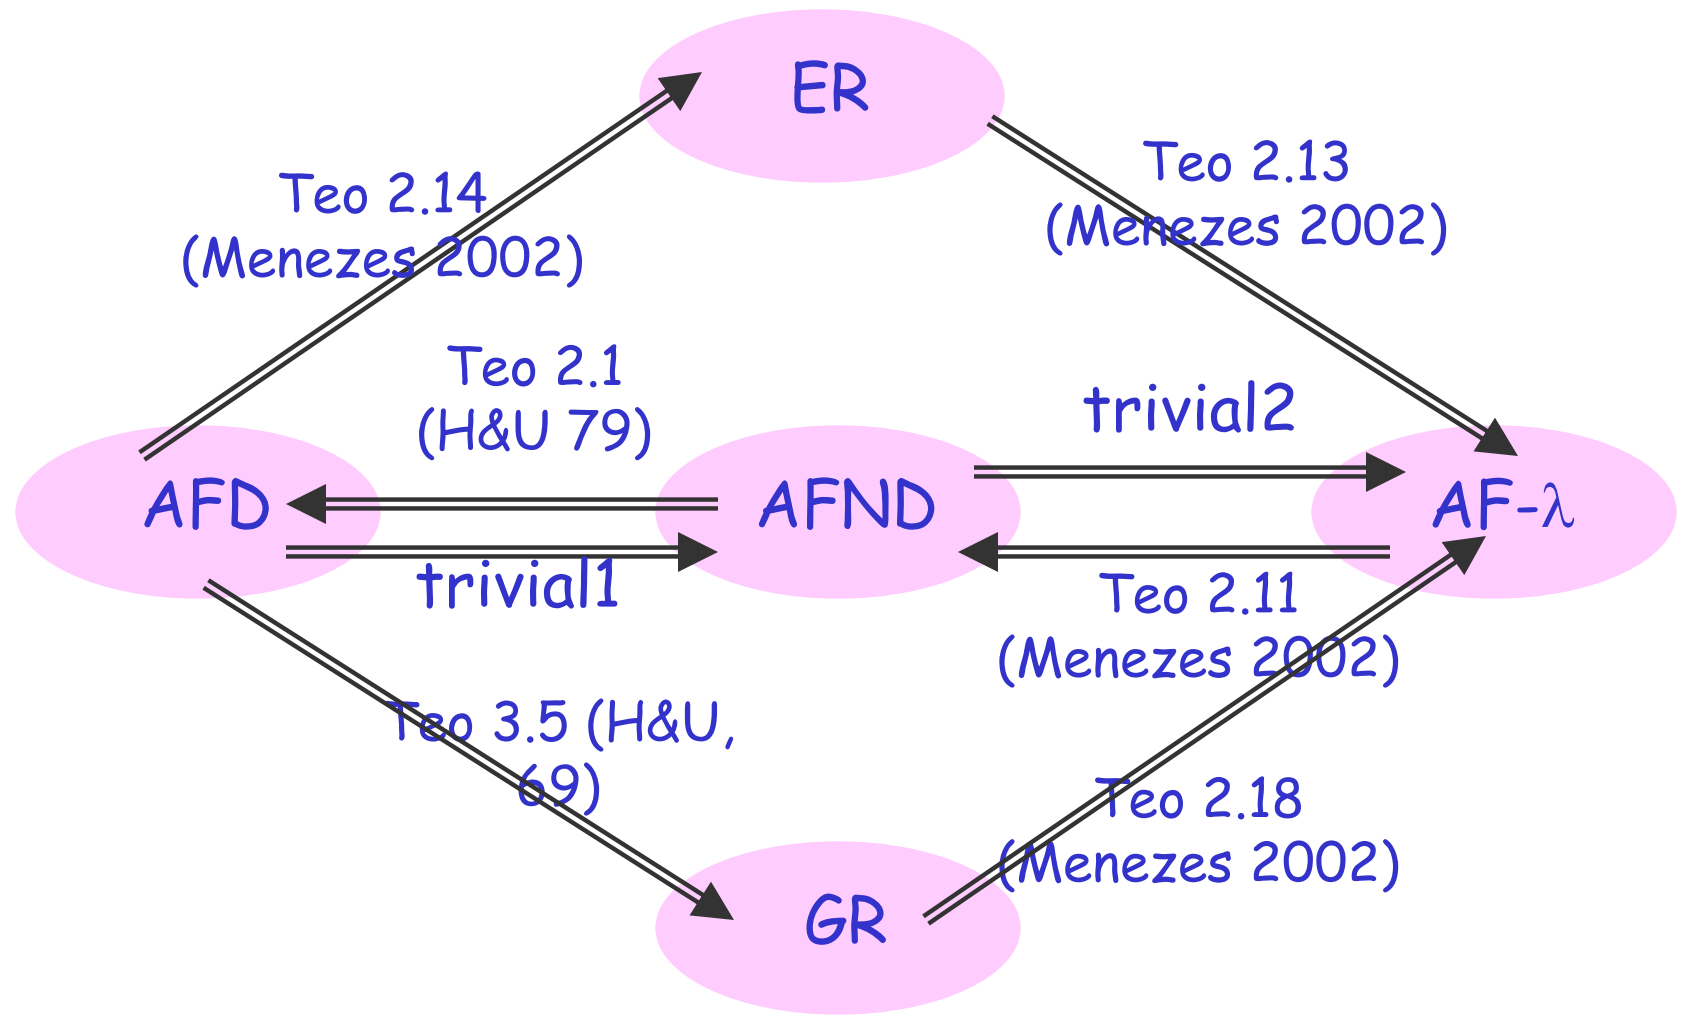 ER
Teo 2.13
(Menezes 2002)
Teo 2.14
(Menezes 2002)
Teo 2.1
(H&U 79)
trivial2
AFD
AFND
AF-λ
trivial1
Teo 2.11
(Menezes 2002)
Teo 3.5 (H&U,
69)
Teo 2.18
(Menezes 2002)
GR